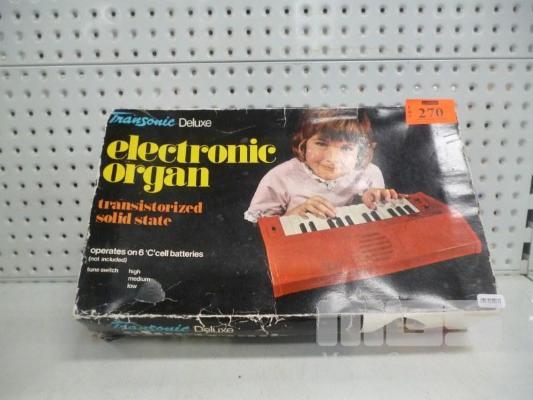 Transonic Deluxe
electronic
organ
transistorized
solid state
operates on 6 'C' cell batteries
(not included)
tune switch high
medium
low
270
Transonic Deluxe